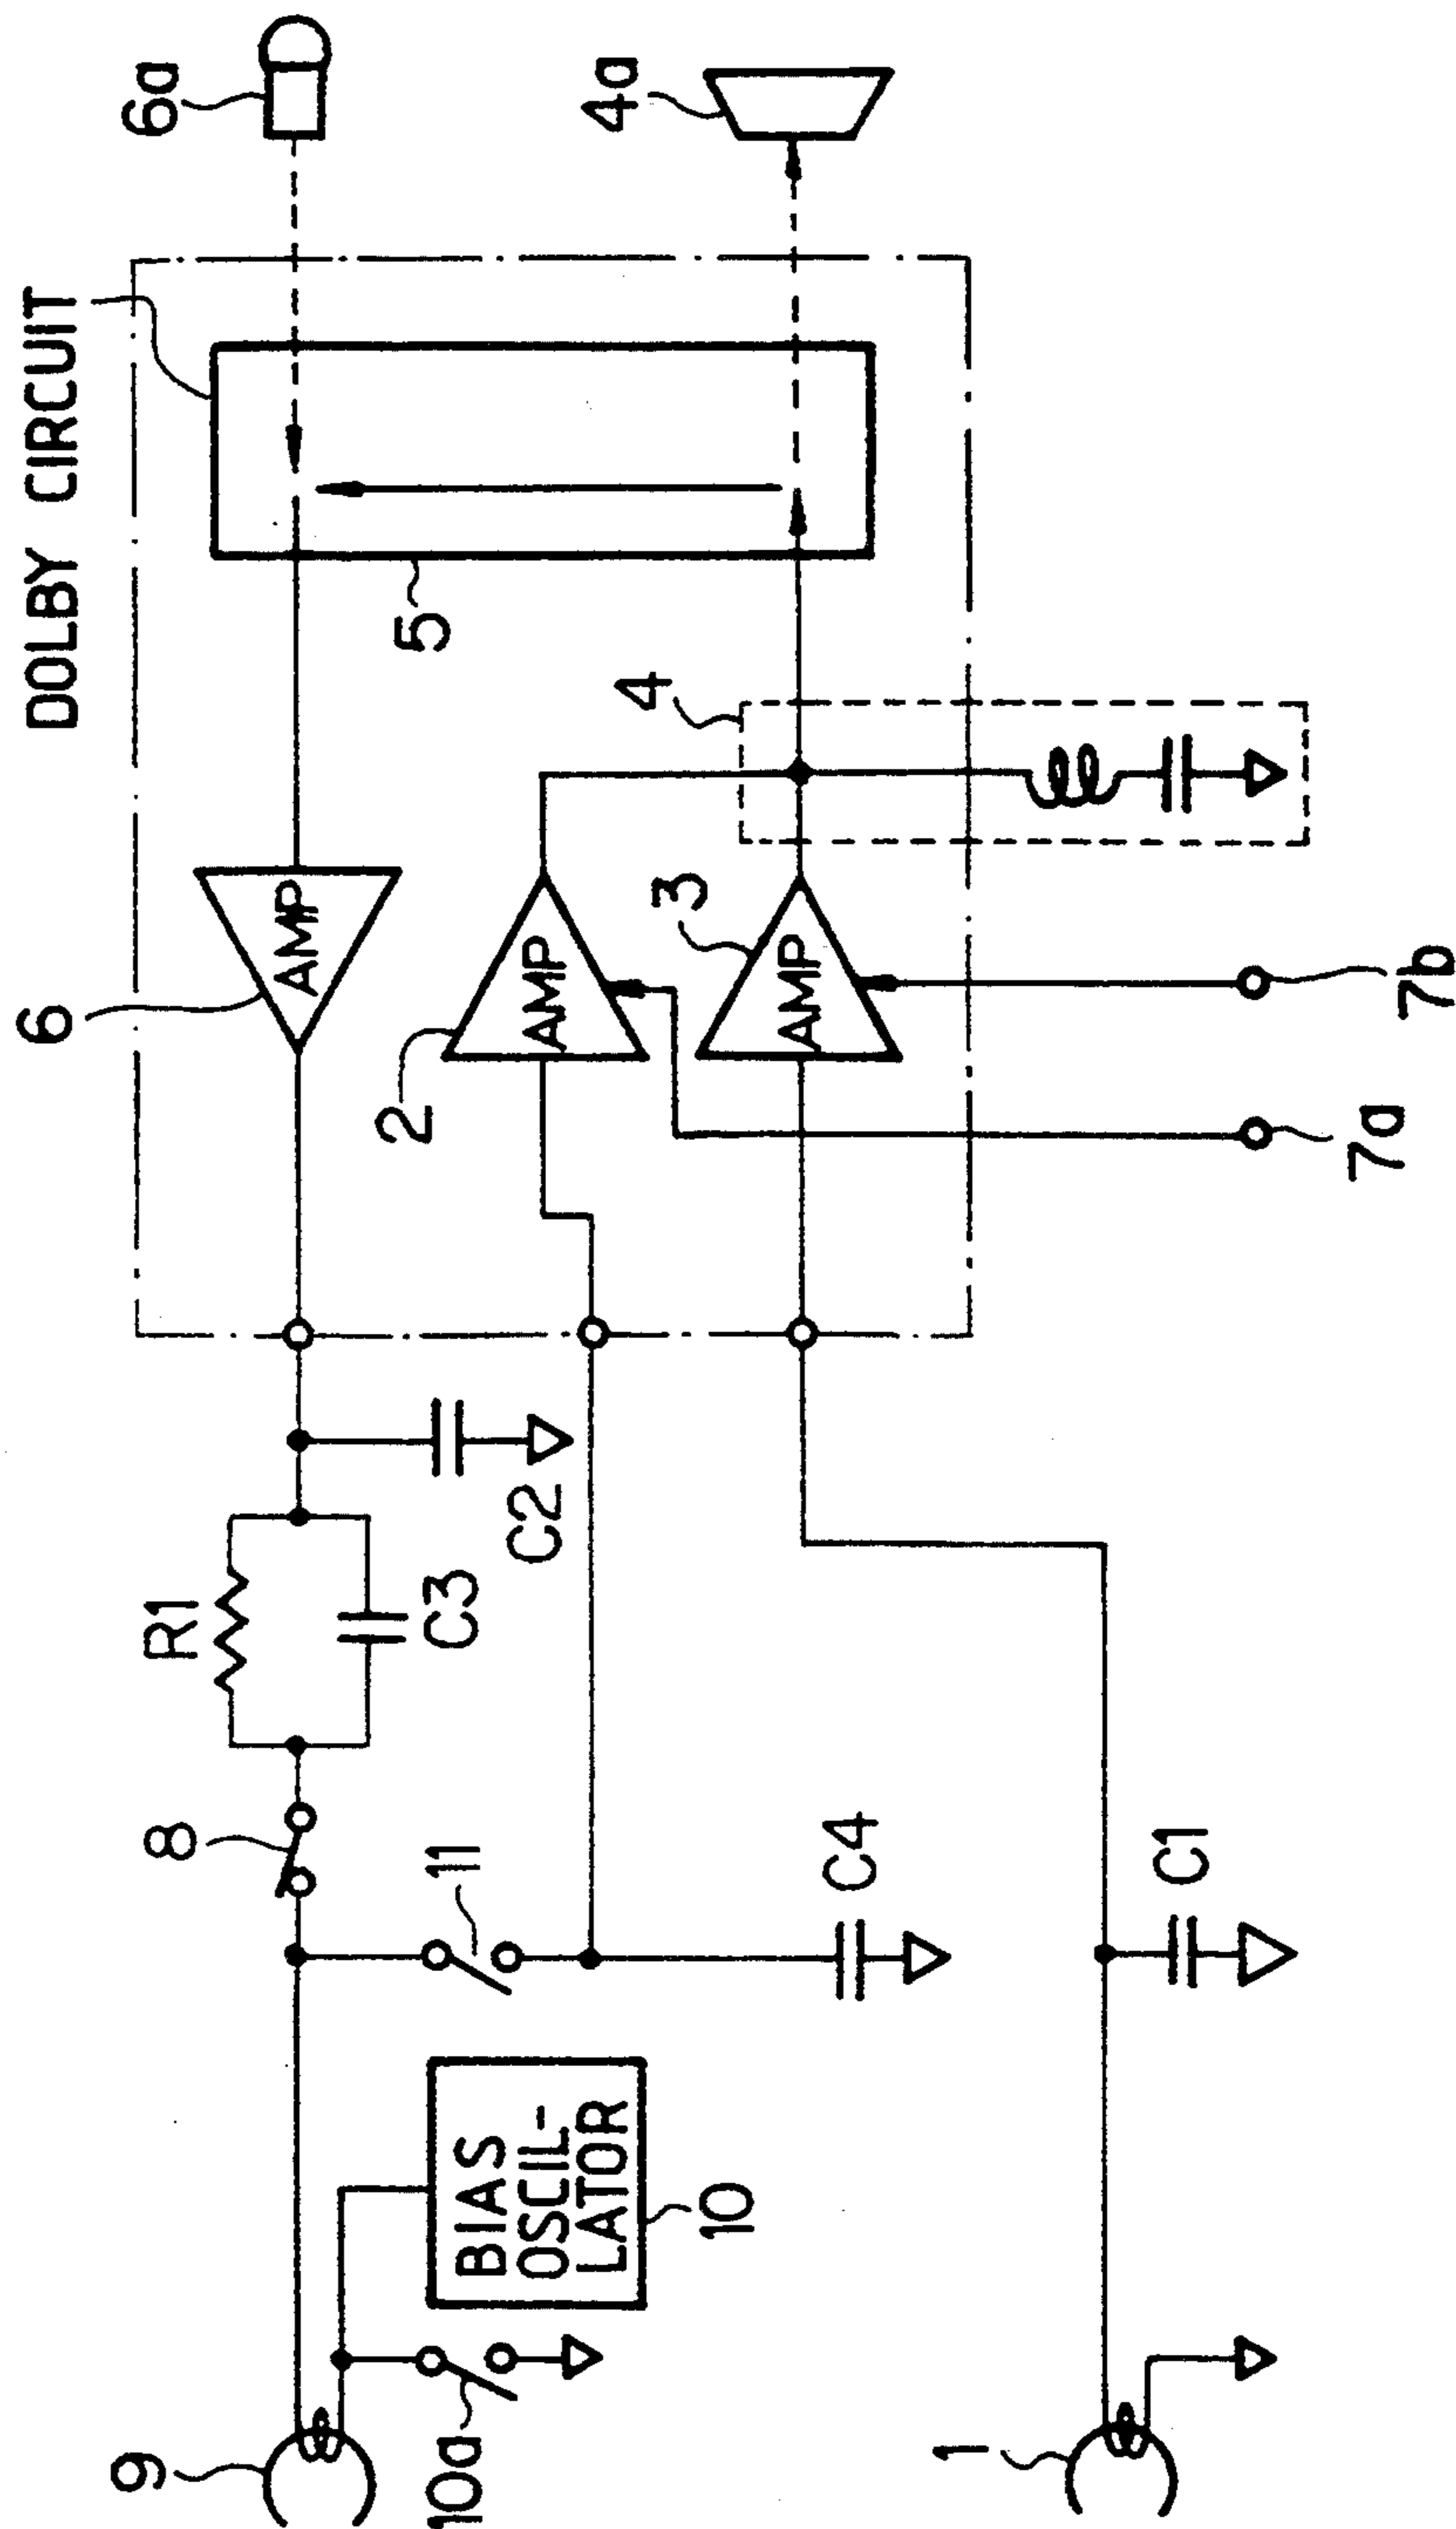 DOLBY CIRCUIT
6a
4a
5
4
6
AMP
2
AMP
3
AMP
7b
7a
R1
C3
C2
8
11
C4
C1
BIAS
OSCIL-
LATOR
10
10a
9
1